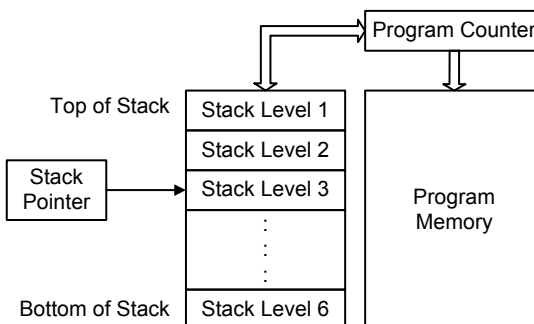 Program Counter
Top of Stack
Stack Level 1
Stack Level 2
Stack
Pointer
Stack Level 3
Program
Memory
Bottom of Stack
Stack Level 6